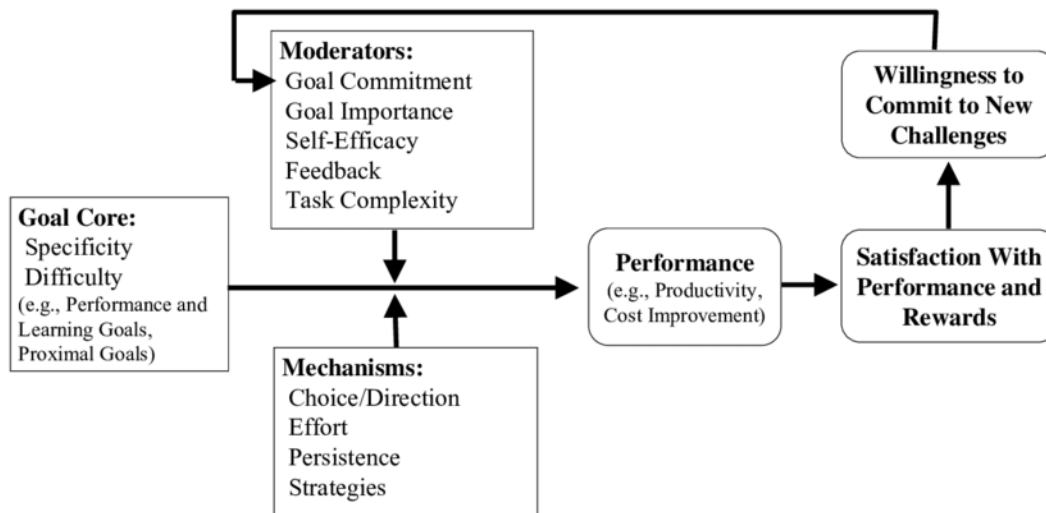 Moderators:
Goal Commitment
Goal Importance
Self-Efficacy
Feedback
Task Complexity
Willingness to
Commit to New
Challenges
Goal Core:
Specificity
Difficulty
(e.g., Performance and
Learning Goals,
Proximal Goals)
Performance
(e.g., Productivity,
Cost Improvement)
Satisfaction With
Performance and
Rewards
Mechanisms:
Choice/Direction
Effort
Persistence
Strategies